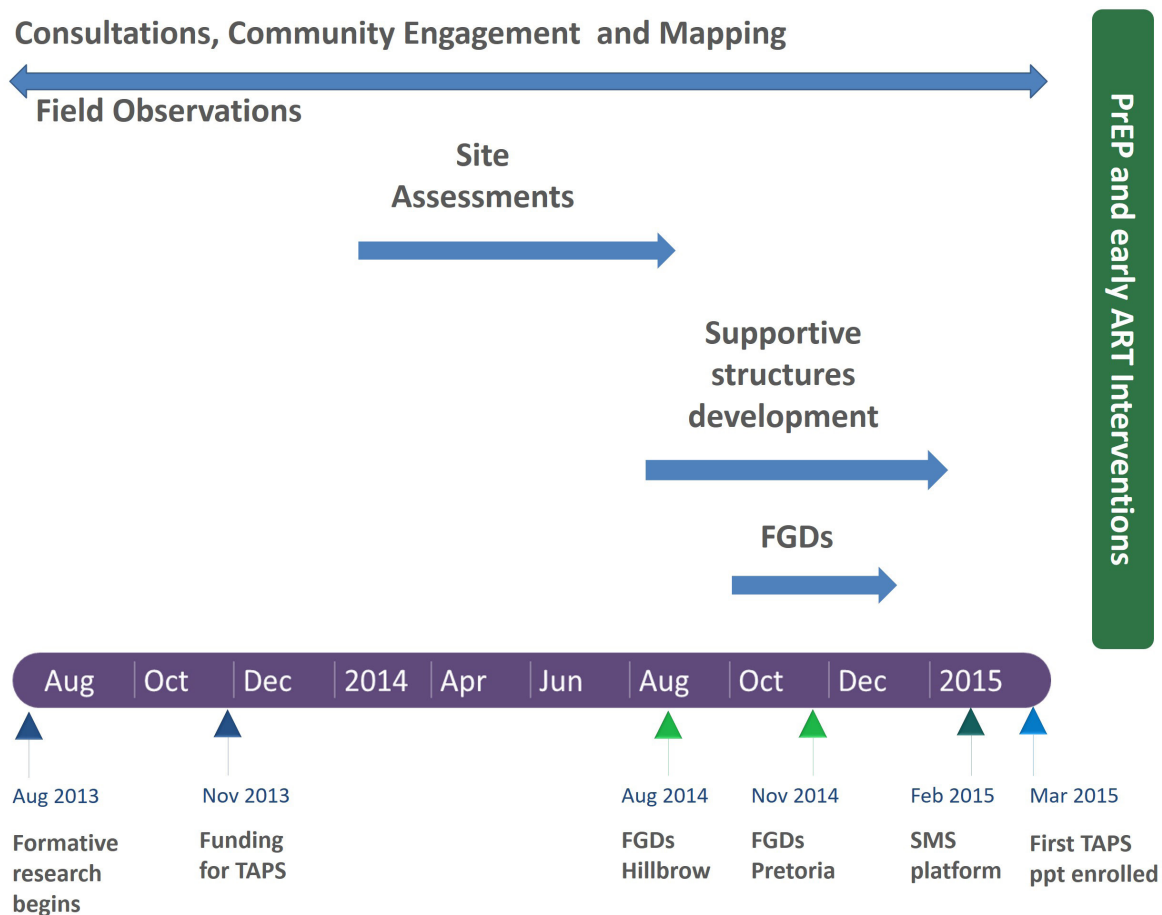 Consultations, Community Engagement and Mapping
Field Observations
Site
Assessments
Supportive
structures
development
FGDs
PrEP and early ART Interventions
Aug
Oct
Dec
2014
Apr
Jun
Aug
Oct
Dec
2015
Aug 2013
Formative
research
begins
Nov 2013
Funding
for TAPS
Aug 2014
FGDs
Hillbrow
Nov 2014
FGDs
Pretoria
Feb 2015
SMS
platform
Mar 2015
First TAPS
ppt enrolled